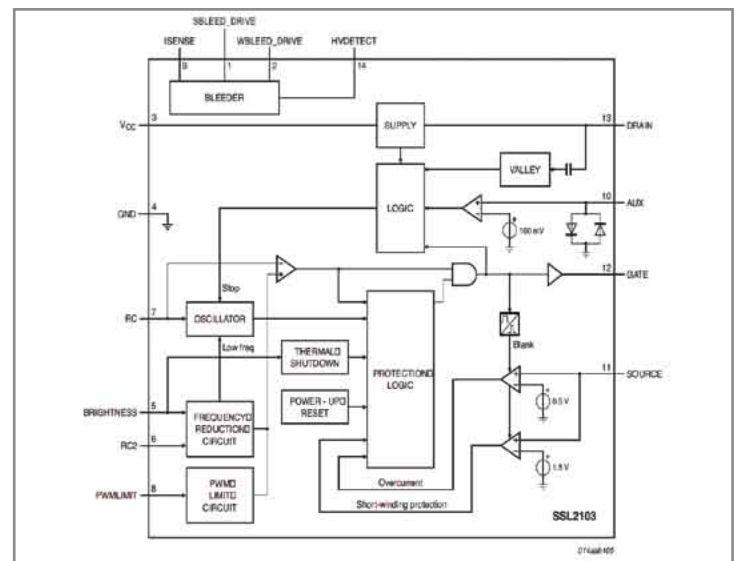 SBLEED_DRIVE
ISENSE
WBLEED_DRIVE
HVDETECT
9
1
2
14
BLEEDER
VCC
3
SUPPLY
13
DRAIN
VALLEY
GND
4
LOGIC
10
AUX
100 mV
12
GATE
Stop
RC
7
OSCILLATOR
Low freq
Blank
THERMAL
SHUTDOWN
PROTECTION
LOGIC
11
SOURCE
POWER - UP
RESET
0.5 V
BRIGHTNESS
5
FREQUENCY
REDUCTION
CIRCUIT
RC2
6
1.5 V
PWMLIMIT
8
PWM
LIMIT
CIRCUIT
Overcurrent
Short-winding protection
SSL2103